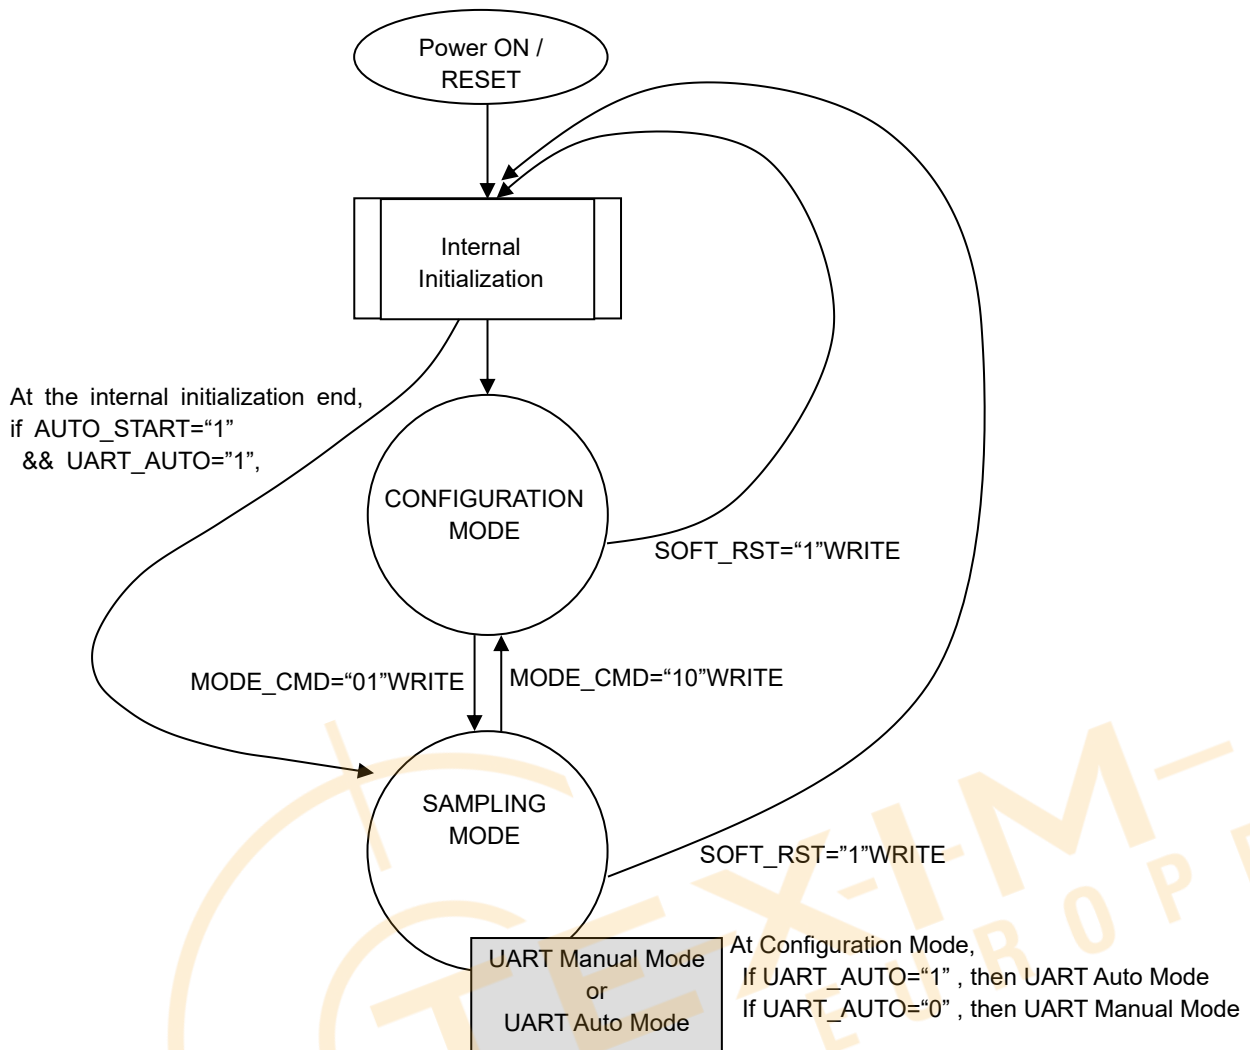 Power ON /
RESET
Internal
Initialization
At the internal initialization end,
if AUTO_START=“1”
&& UART_AUTO=”1”,
CONFIGURATION
MODE
SOFT_RST=“1”WRITE
MODE_CMD=“01”WRITE
MODE_CMD=“10”WRITE
SAMPLING
MODE
SOFT_RST=”1”WRITE
UART Manual Mode
or
UART Auto Mode
At Configuration Mode,
If UART_AUTO=“1” , then UART Auto Mode
If UART_AUTO=“0” , then UART Manual Mode
TEXIM
EUROP